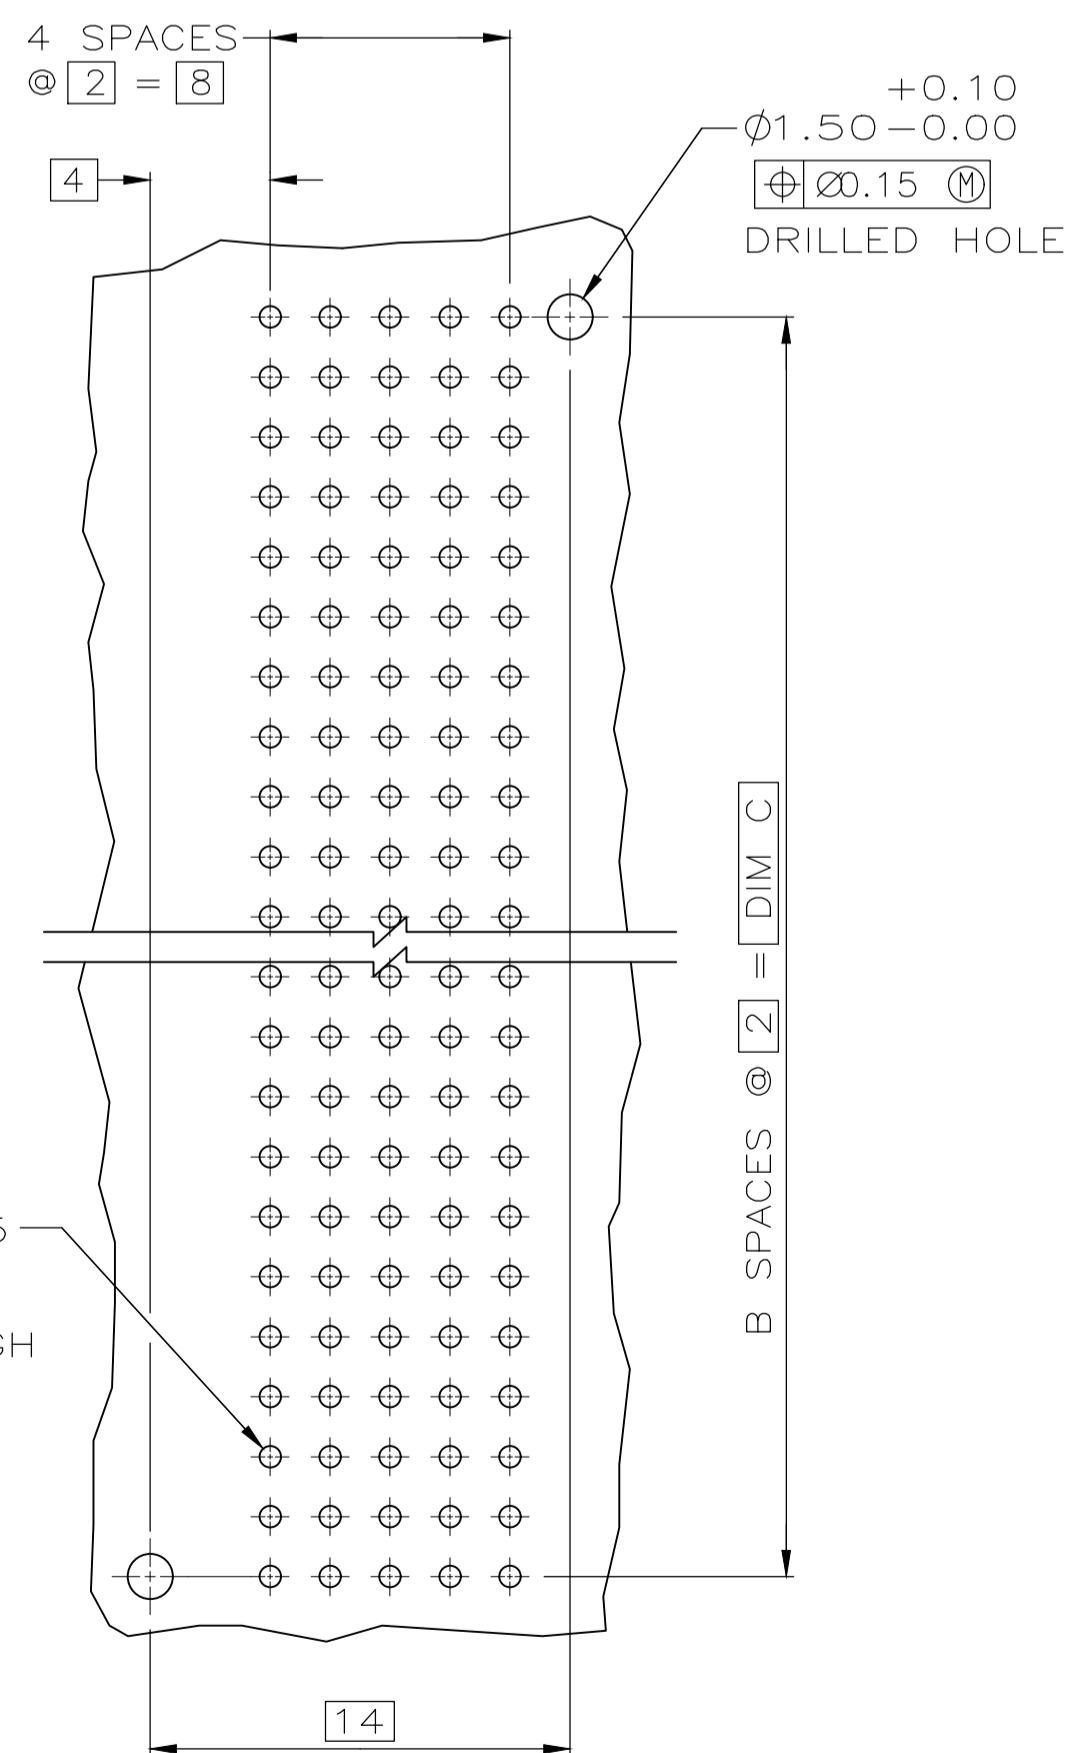 4 SPACES
@ 2 = 8
4
+0.10
Ø1.50-0.00
⌖ Ø0.15 Ⓜ
DRILLED HOLE
B SPACES @ 2 = DIM C
14